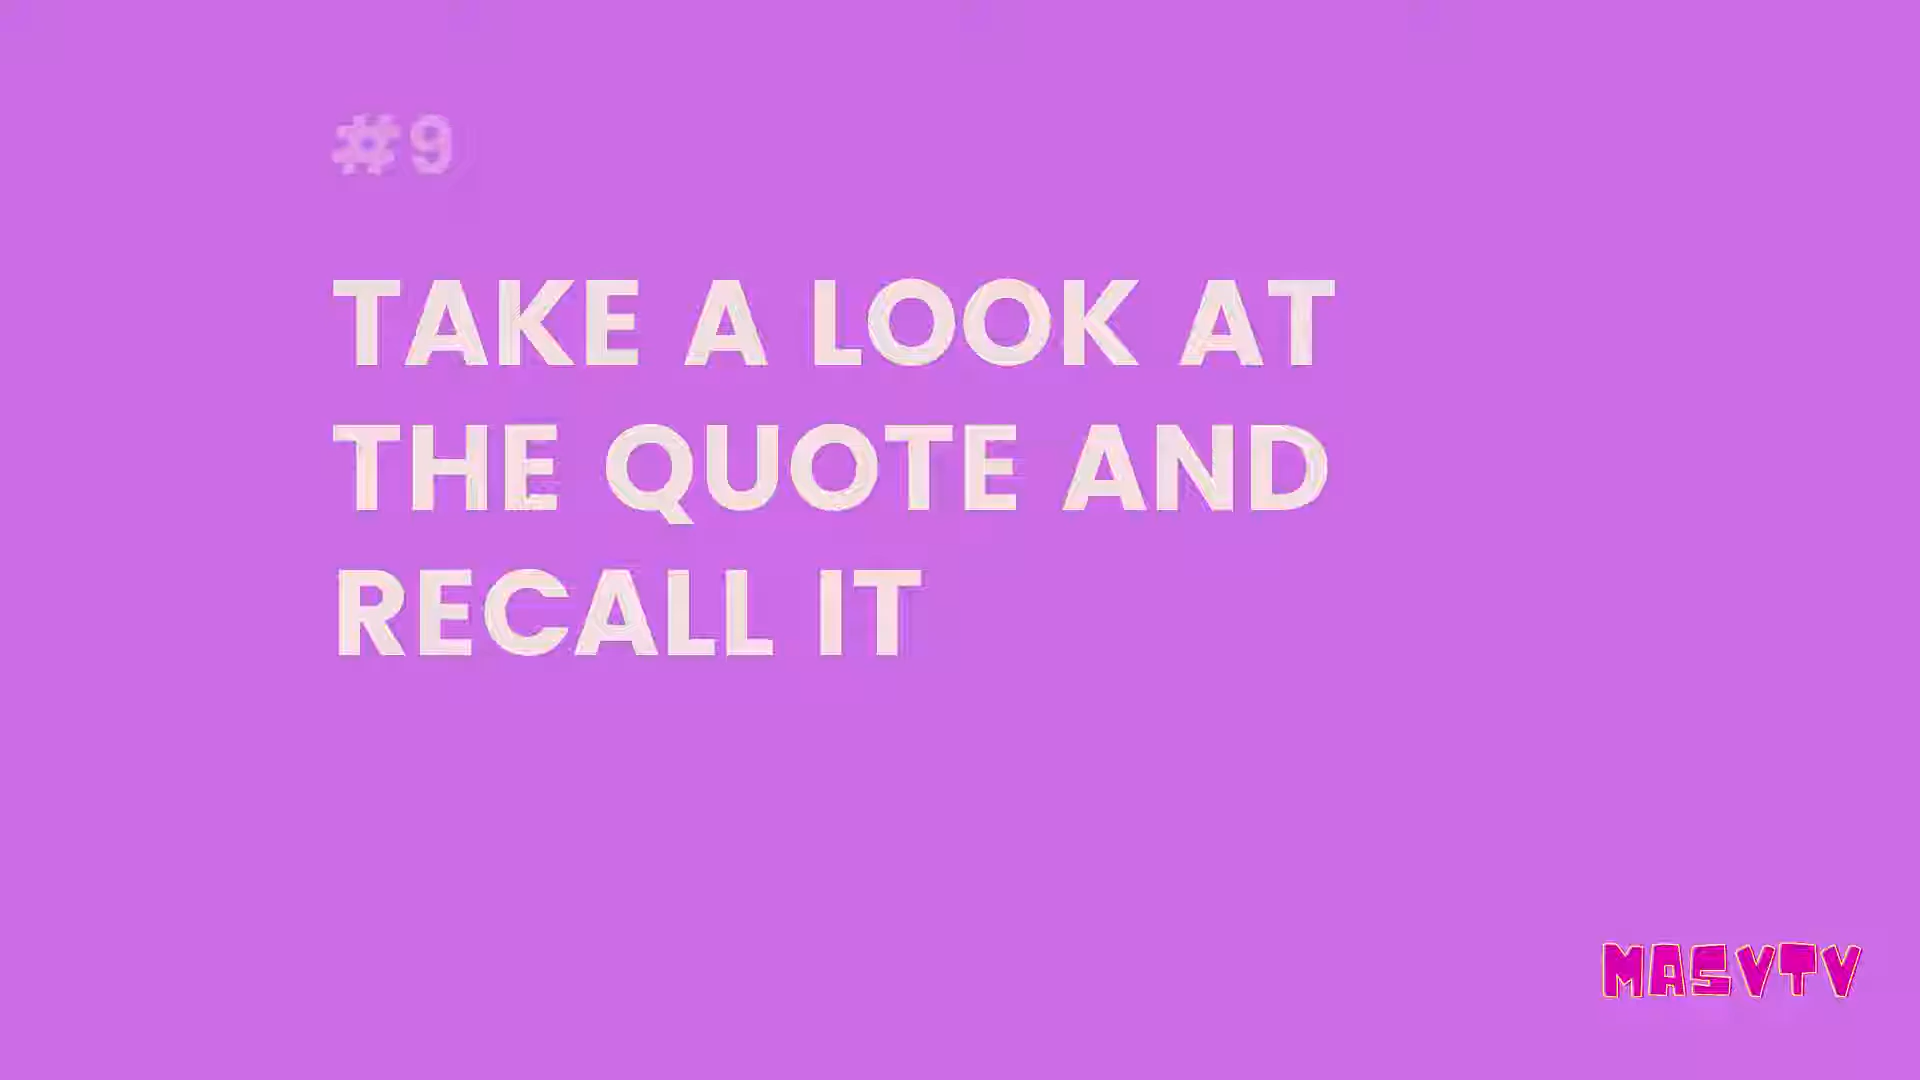 #9
TAKE A LOOK AT
THE QUOTE AND
RECALL IT
MASVTV